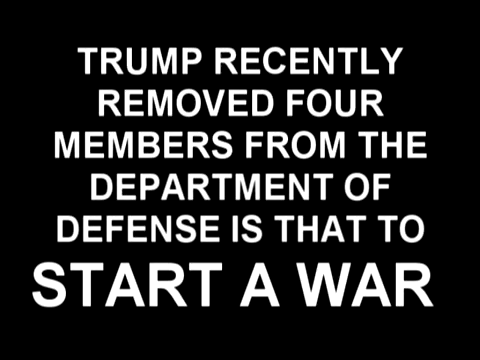 TRUMP RECENTLY
REMOVED FOUR
MEMBERS FROM THE
DEPARTMENT OF
DEFENSE IS THAT TO
START A WAR